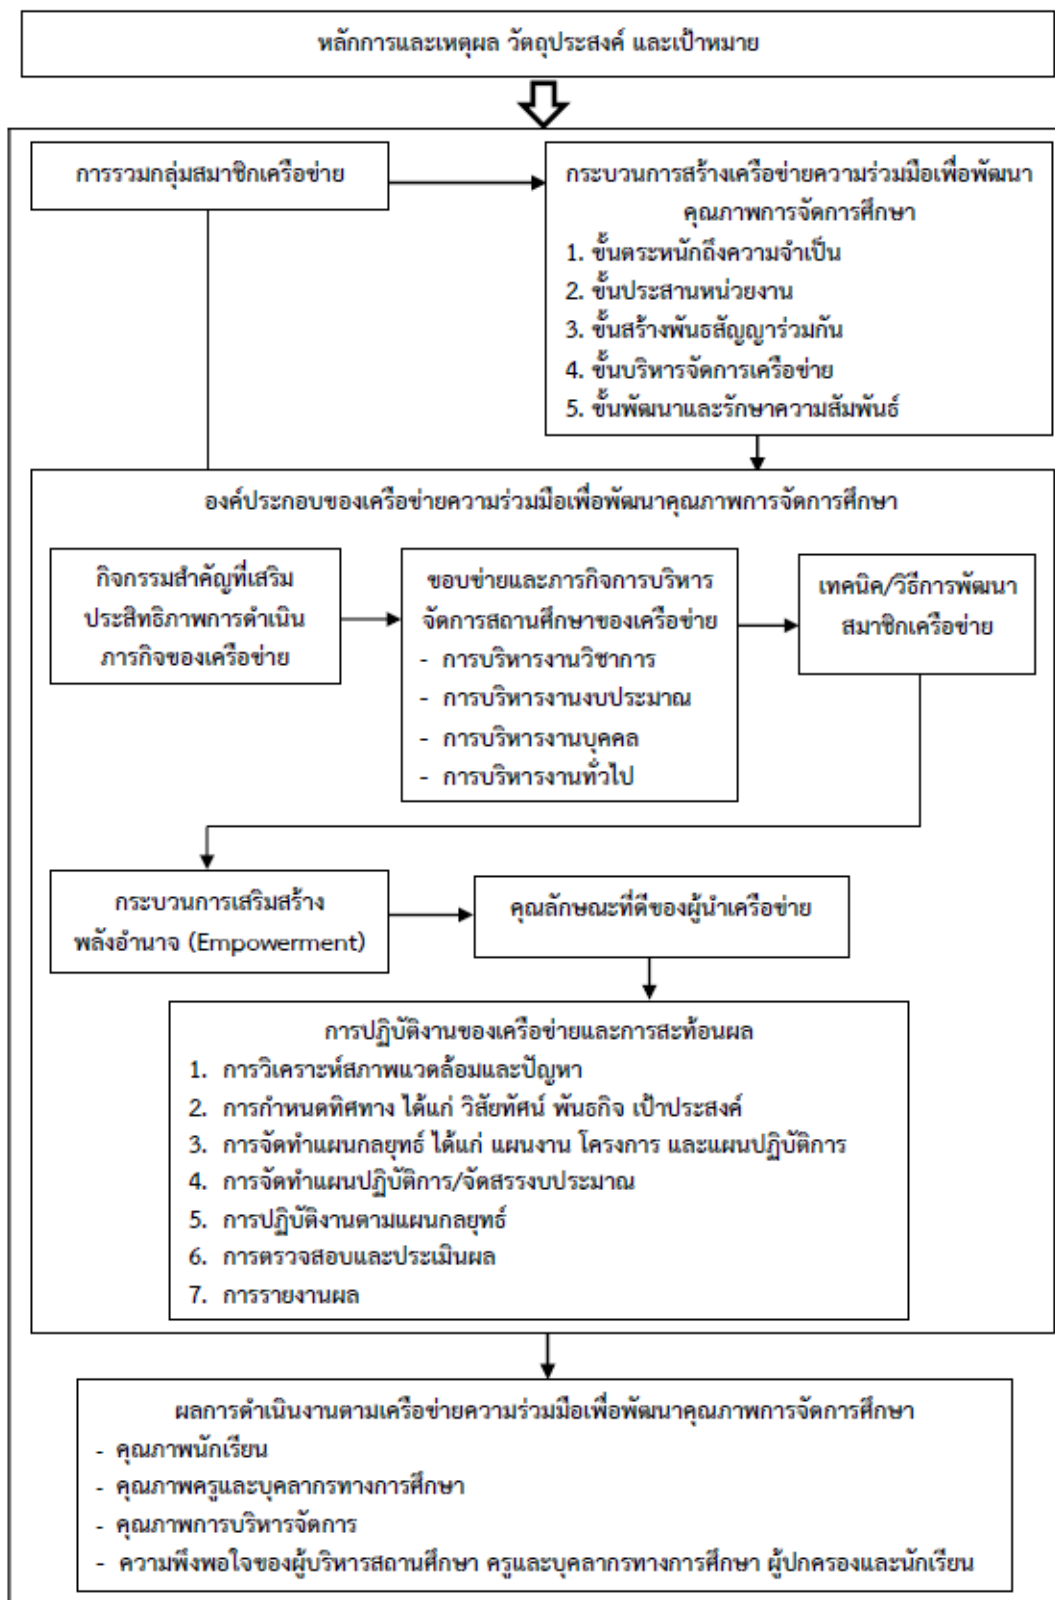 หลักการและเหตุผล วัตถุประสงค์ และเป้าหมาย
การรวมกลุ่มสมาชิกเครือข่าย
กระบวนการสร้างเครือข่ายความร่วมมือเพื่อพัฒนา
คุณภาพการจัดการศึกษา
1. ขั้นตระหนักถึงความจำเป็น
2. ขั้นประสานหน่วยงาน
3. ขั้นสร้างพันธสัญญาร่วมกัน
4. ขั้นบริหารจัดการเครือข่าย
5. ขั้นพัฒนาและรักษาความสัมพันธ์
องค์ประกอบของเครือข่ายความร่วมมือเพื่อพัฒนาคุณภาพการจัดการศึกษา
กิจกรรมสำคัญที่เสริม
ประสิทธิภาพการดำเนิน
ภารกิจของเครือข่าย
ขอบข่ายและภารกิจการบริหาร
จัดการสถานศึกษาของเครือข่าย
- การบริหารงานวิชาการ
- การบริหารงานงบประมาณ
- การบริหารงานบุคคล
- การบริหารงานทั่วไป
เทคนิค/วิธีการพัฒนา
สมาชิกเครือข่าย
กระบวนการเสริมสร้าง
พลังอำนาจ (Empowerment)
คุณลักษณะที่ดีของผู้นำเครือข่าย
การปฏิบัติงานของเครือข่ายและการสะท้อนผล
1. การวิเคราะห์สภาพแวดล้อมและปัญหา
2. การกำหนดทิศทาง ได้แก่ วิสัยทัศน์ พันธกิจ เป้าประสงค์
3. การจัดทำแผนกลยุทธ์ ได้แก่ แผนงาน โครงการ และแผนปฏิบัติการ
4. การจัดทำแผนปฏิบัติการ/จัดสรรงบประมาณ
5. การปฏิบัติงานตามแผนกลยุทธ์
6. การตรวจสอบและประเมินผล
7. การรายงานผล
ผลการดำเนินงานตามเครือข่ายความร่วมมือเพื่อพัฒนาคุณภาพการจัดการศึกษา
- คุณภาพนักเรียน
- คุณภาพครูและบุคลากรทางการศึกษา
- คุณภาพการบริหารจัดการ
- ความพึงพอใจของผู้บริหารสถานศึกษา ครูและบุคลากรทางการศึกษา ผู้ปกครองและนักเรียน